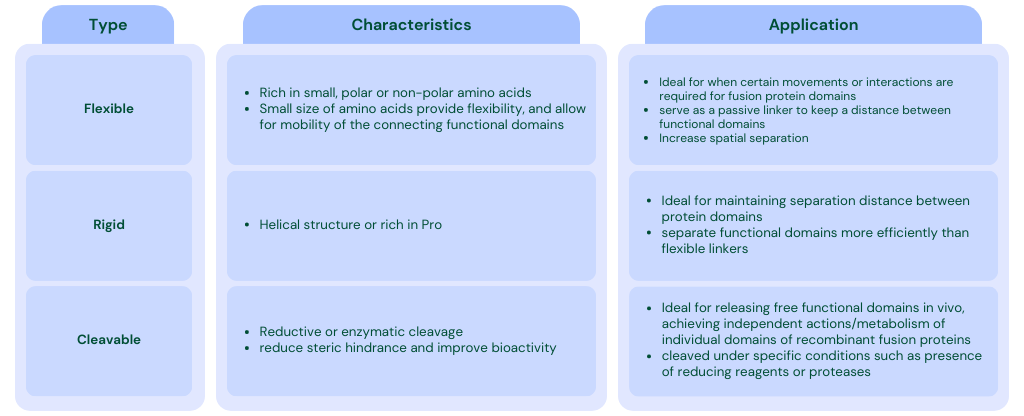 Type
Characteristics
Application
Flexible
• Rich in small, polar or non-polar amino acids
• Small size of amino acids provide flexibility, and allow
for mobility of the connecting functional domains
• Ideal for when certain movements or interactions are
required for fusion protein domains
• serve as a passive linker to keep a distance between
functional domains
• Increase spatial separation
Rigid
• Helical structure or rich in Pro
• Ideal for maintaining separation distance between
protein domains
• separate functional domains more efficiently than
flexible linkers
Cleavable
• Reductive or enzymatic cleavage
• reduce steric hindrance and improve bioactivity
• Ideal for releasing free functional domains in vivo,
achieving independent actions/metabolism of
individual domains of recombinant fusion proteins
• cleaved under specific conditions such as presence
of reducing reagents or proteases